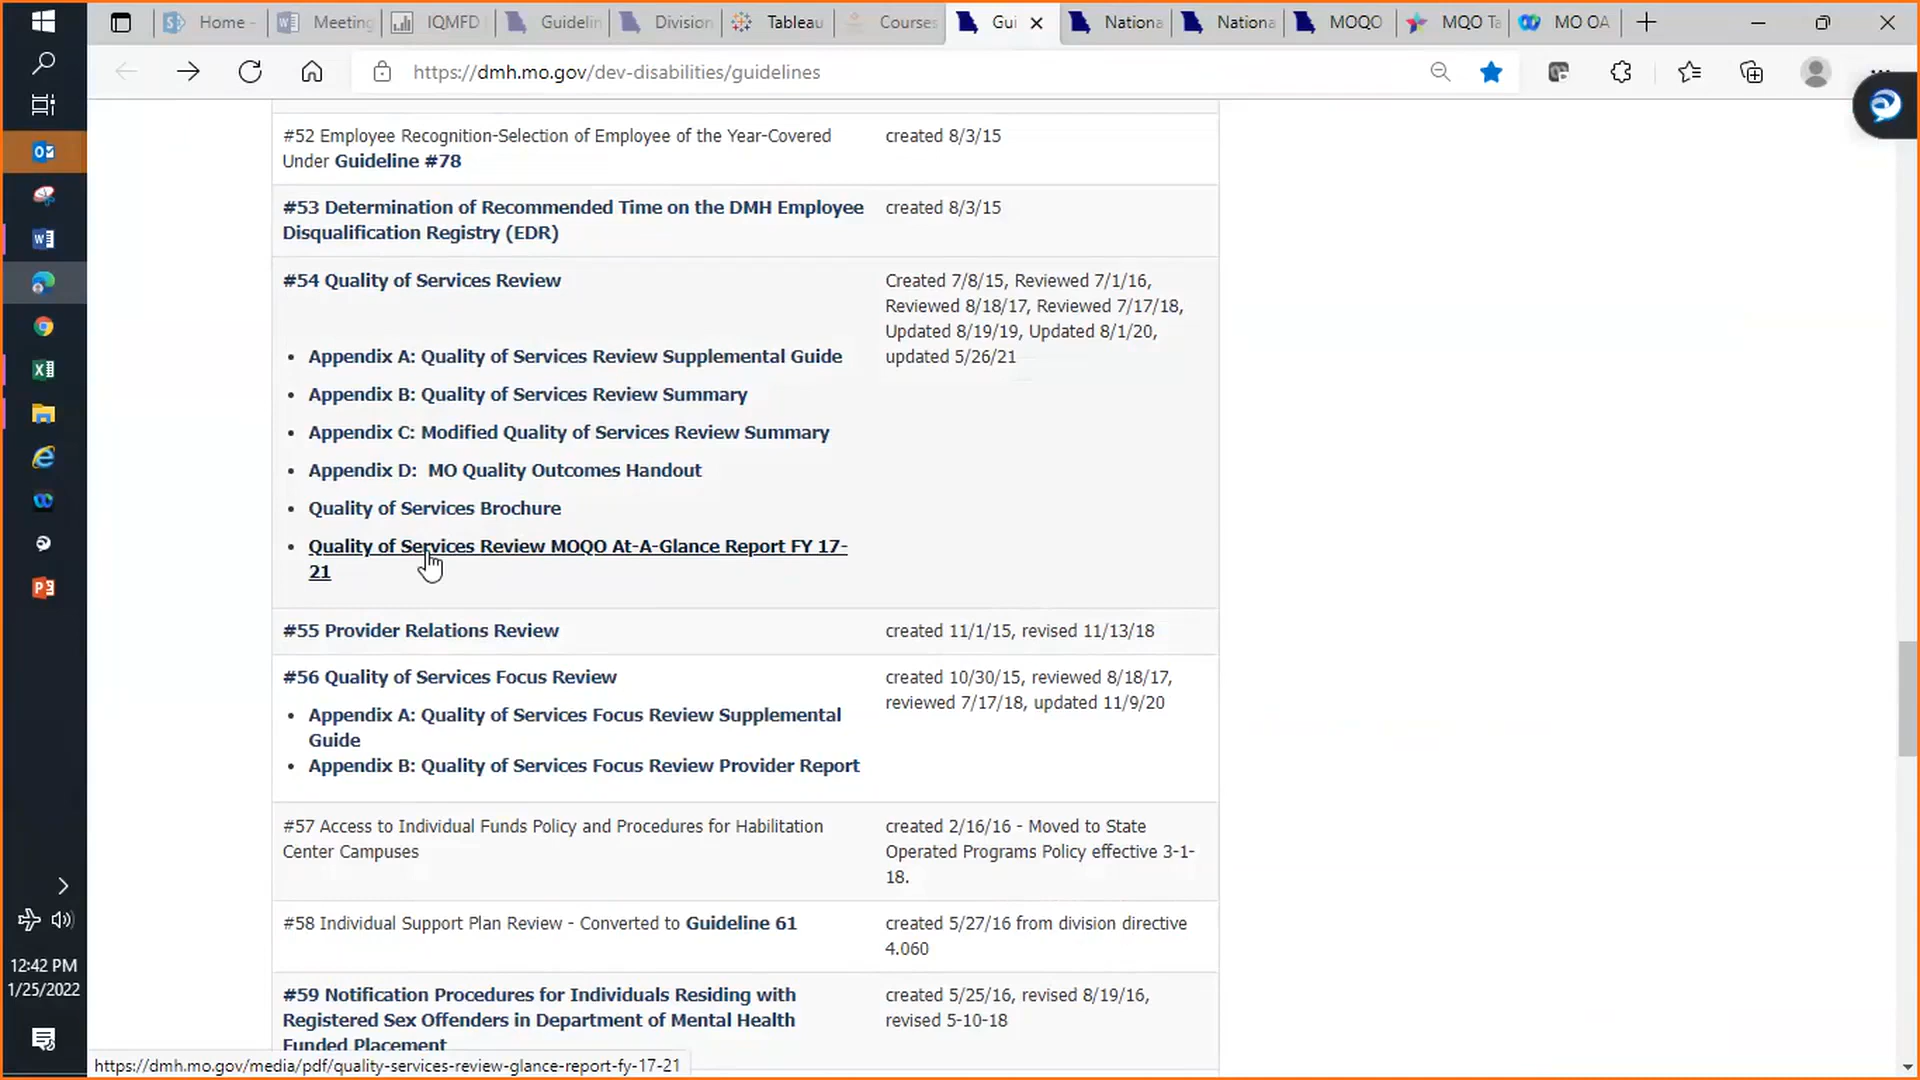 Home -
Meeting
IQMFD
Guidelin
Division
Tableau
Courses
Gui
Nationa
Nationa
MOQO
MQO Ta
MO OA
https://dmh.mo.gov/dev-disabilities/guidelines
#52 Employee Recognition-Selection of Employee of the Year-Covered
Under Guideline #78
created 8/3/15
#53 Determination of Recommended Time on the DMH Employee
Disqualification Registry (EDR)
created 8/3/15
#54 Quality of Services Review
Created 7/8/15, Reviewed 7/1/16,
Reviewed 8/18/17, Reviewed 7/17/18,
Updated 8/19/19, Updated 8/1/20,
updated 5/26/21
• Appendix A: Quality of Services Review Supplemental Guide
• Appendix B: Quality of Services Review Summary
• Appendix C: Modified Quality of Services Review Summary
• Appendix D: MO Quality Outcomes Handout
• Quality of Services Brochure
• Quality of Services Review MOQO At-A-Glance Report FY 17-
21
#55 Provider Relations Review
created 11/1/15, revised 11/13/18
#56 Quality of Services Focus Review
created 10/30/15, reviewed 8/18/17,
reviewed 7/17/18, updated 11/9/20
• Appendix A: Quality of Services Focus Review Supplemental
Guide
• Appendix B: Quality of Services Focus Review Provider Report
#57 Access to Individual Funds Policy and Procedures for Habilitation
Center Campuses
created 2/16/16 - Moved to State
Operated Programs Policy effective 3-1-
18.
#58 Individual Support Plan Review - Converted to Guideline 61
created 5/27/16 from division directive
4.060
#59 Notification Procedures for Individuals Residing with
Registered Sex Offenders in Department of Mental Health
Funded Placement
created 5/25/16, revised 8/19/16,
revised 5-10-18
12:42 PM
1/25/2022
https://dmh.mo.gov/media/pdf/quality-services-review-glance-report-fy-17-21